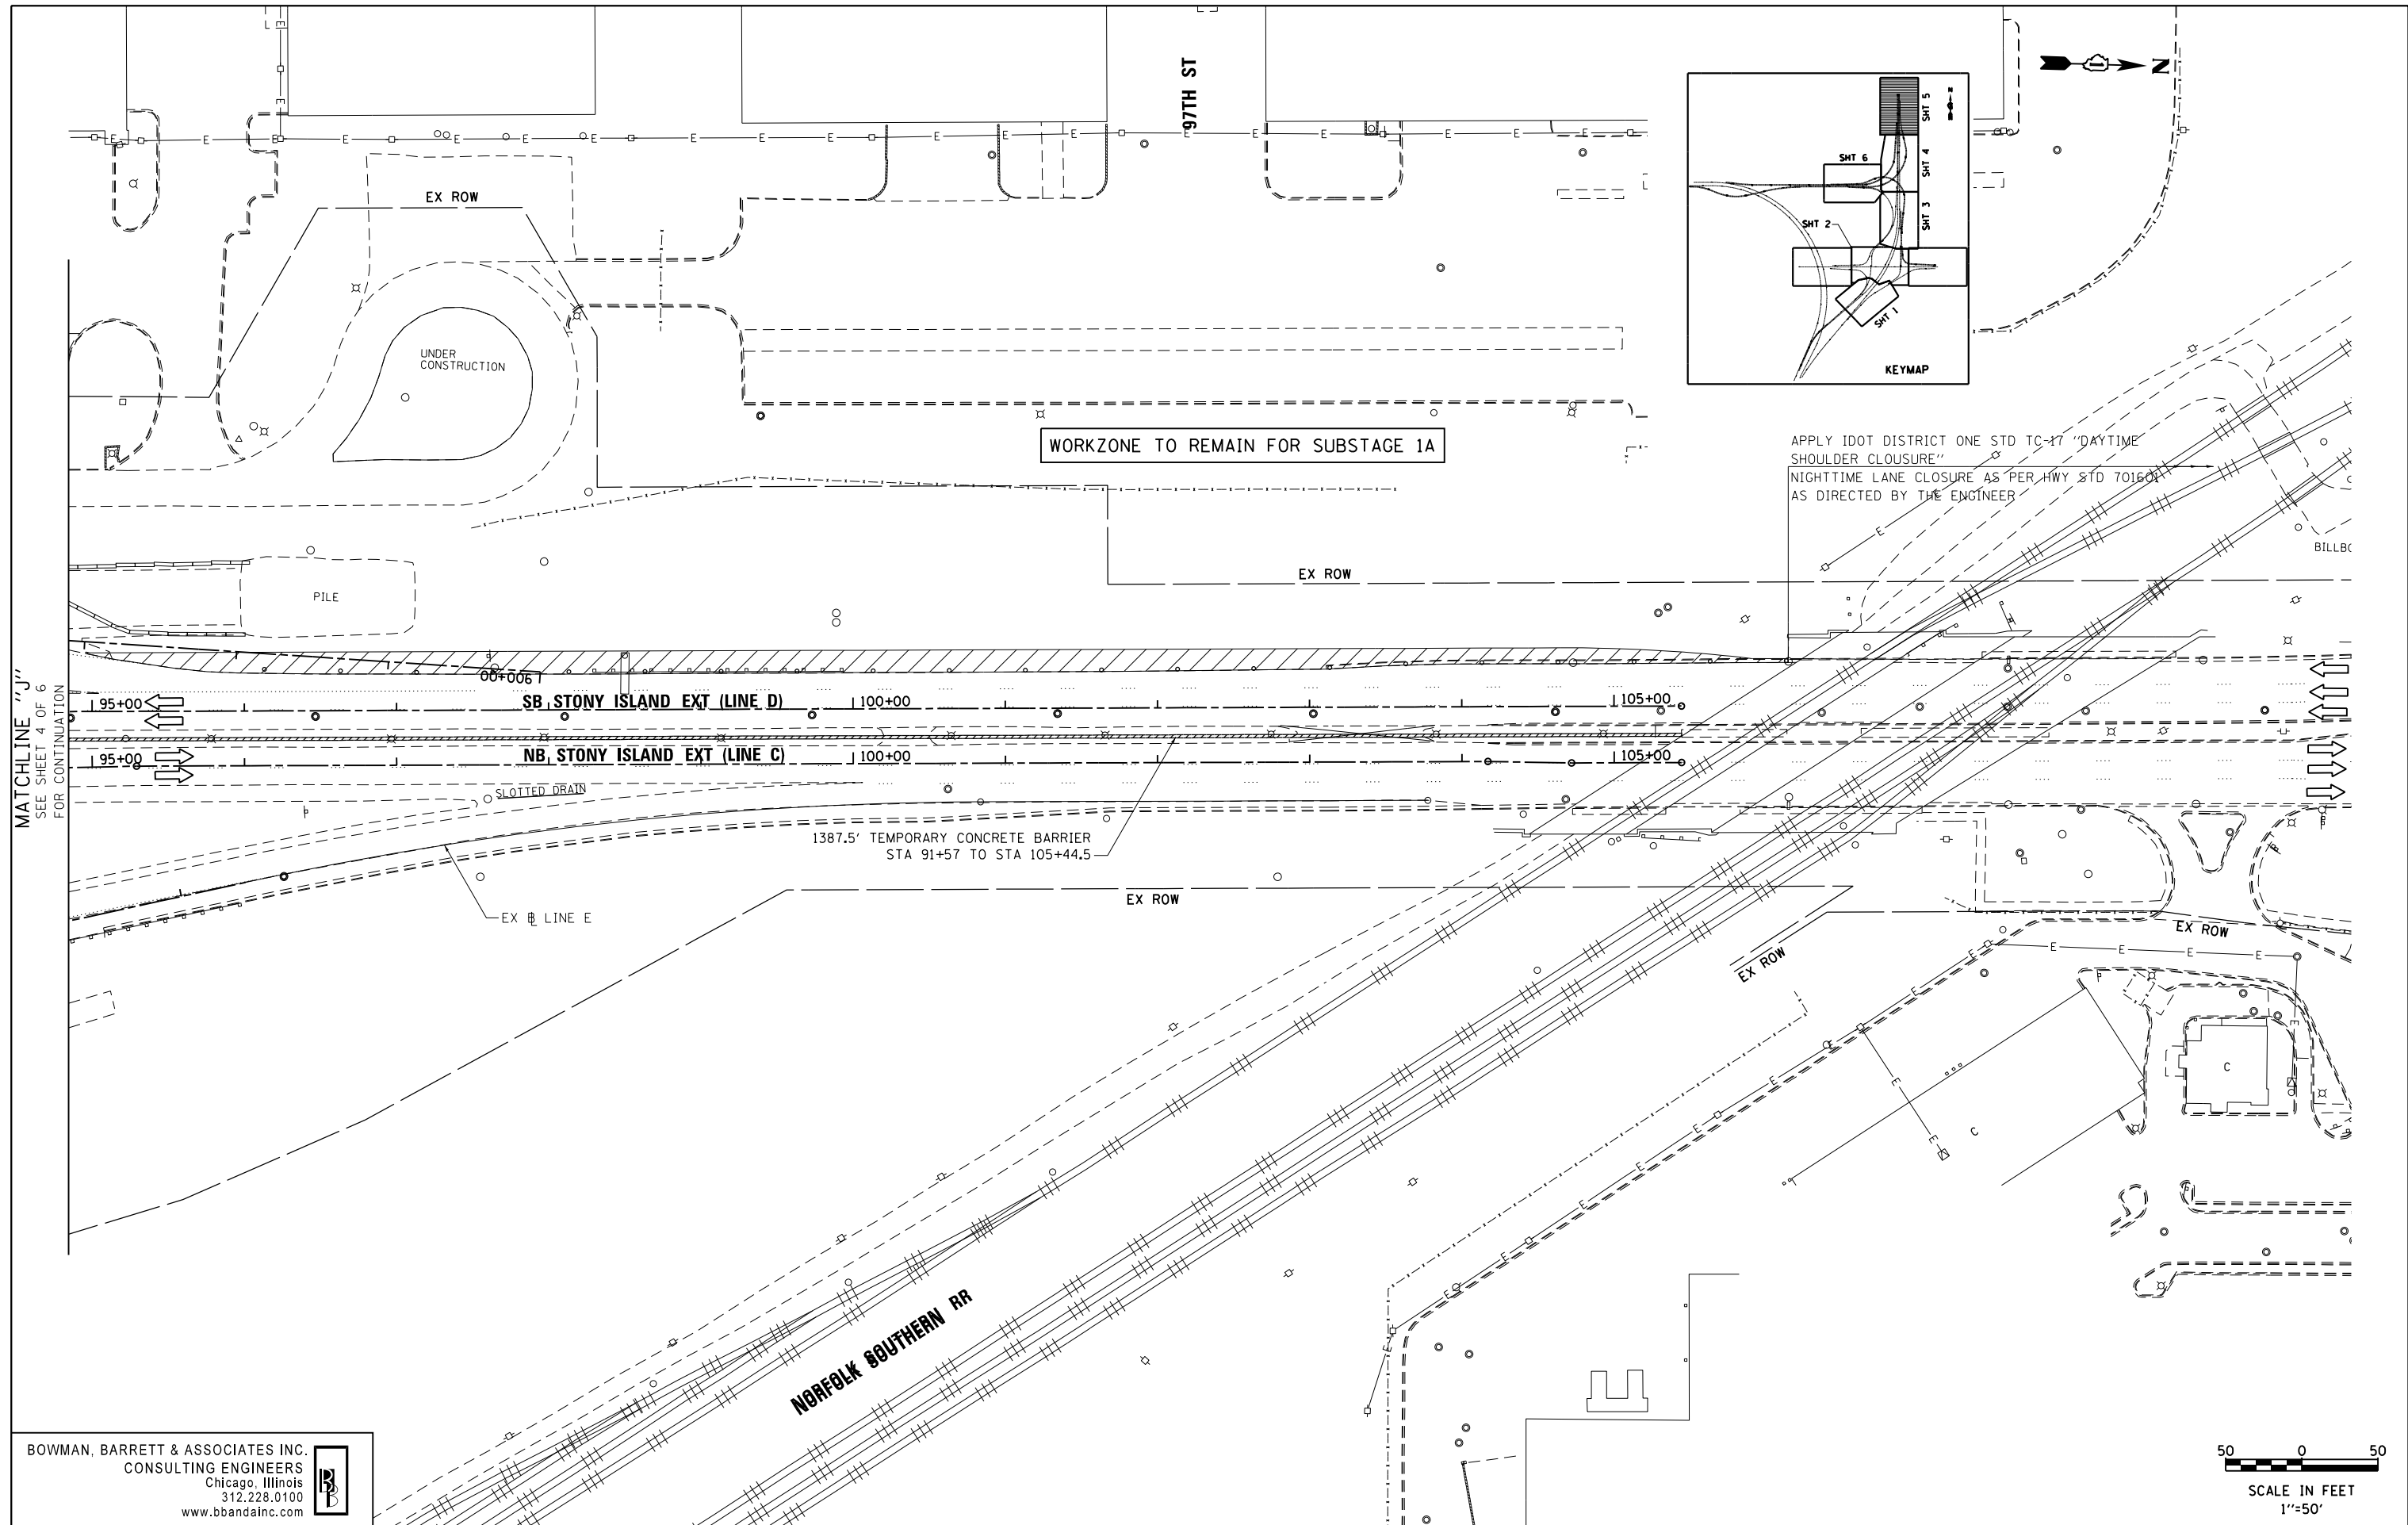 97TH ST
N
SHT 5
SHT 4
SHT 6
SHT 3
SHT 2
SHT 1
KEYMAP
EX ROW
UNDER
CONSTRUCTION
WORKZONE TO REMAIN FOR SUBSTAGE 1A
APPLY IDOT DISTRICT ONE STD TC-17 "DAYTIME
SHOULDER CLOUSURE"
NIGHTTIME LANE CLOSURE AS PER HWY STD 701601
AS DIRECTED BY THE ENGINEER
BILLBO
EX ROW
PILE
MATCHLINE "J"
SEE SHEET 4 OF 6
FOR CONTINUATION
1900+00
95+00
SB STONY ISLAND EXT (LINE D)
100+00
105+00
95+00
NB STONY ISLAND EXT (LINE C)
100+00
105+00
SLOTTED DRAIN
1387.5' TEMPORARY CONCRETE BARRIER
STA 91+57 TO STA 105+44.5
EX ROW
EX BL LINE E
EX ROW
EX ROW
C
C
NORFOLK SOUTHERN RR
BOWMAN, BARRETT & ASSOCIATES INC.
CONSULTING ENGINEERS
Chicago, Illinois
312.228.0100
www.bbandainc.com
50 0 50
SCALE IN FEET
1"=50'